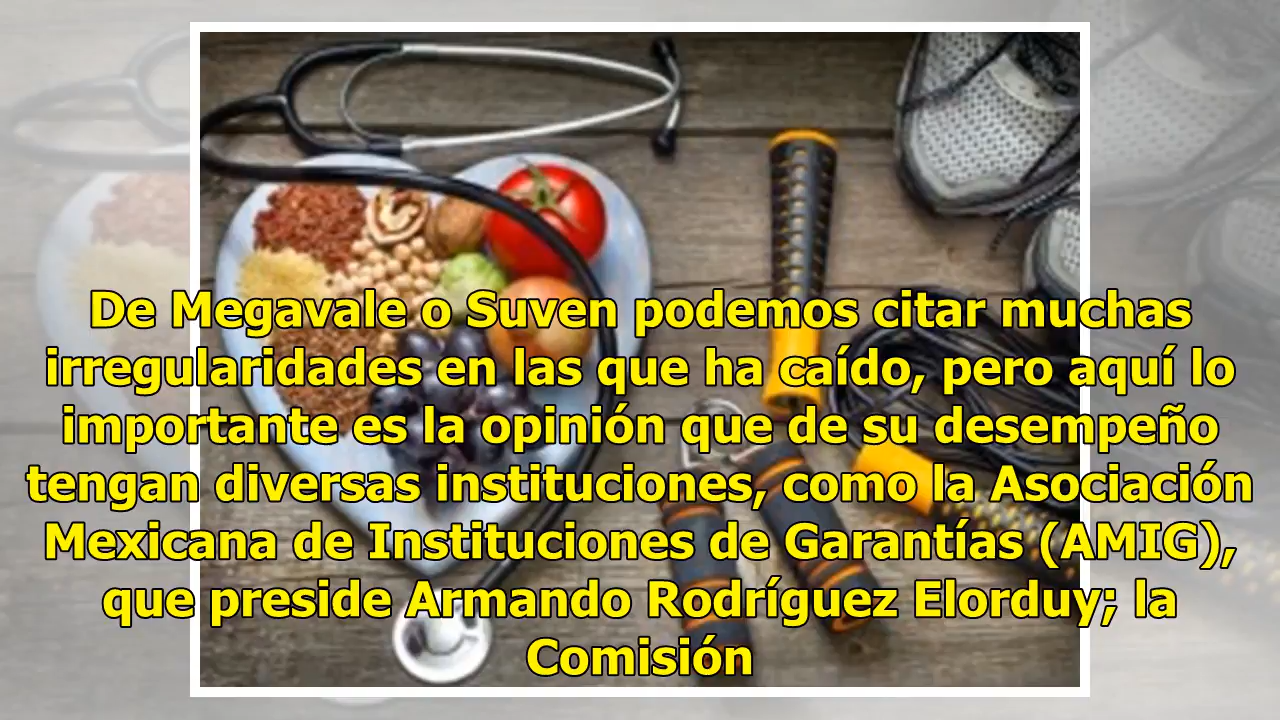 De Megavale o Suven podemos citar muchas
irregularidades en las que ha caído, pero aquí lo
importante es la opinión que de su desempeño
tengan diversas instituciones, como la Asociación
Mexicana de Instituciones de Garantías (AMIG),
que preside Armando Rodríguez Elorduy; la
Comisión